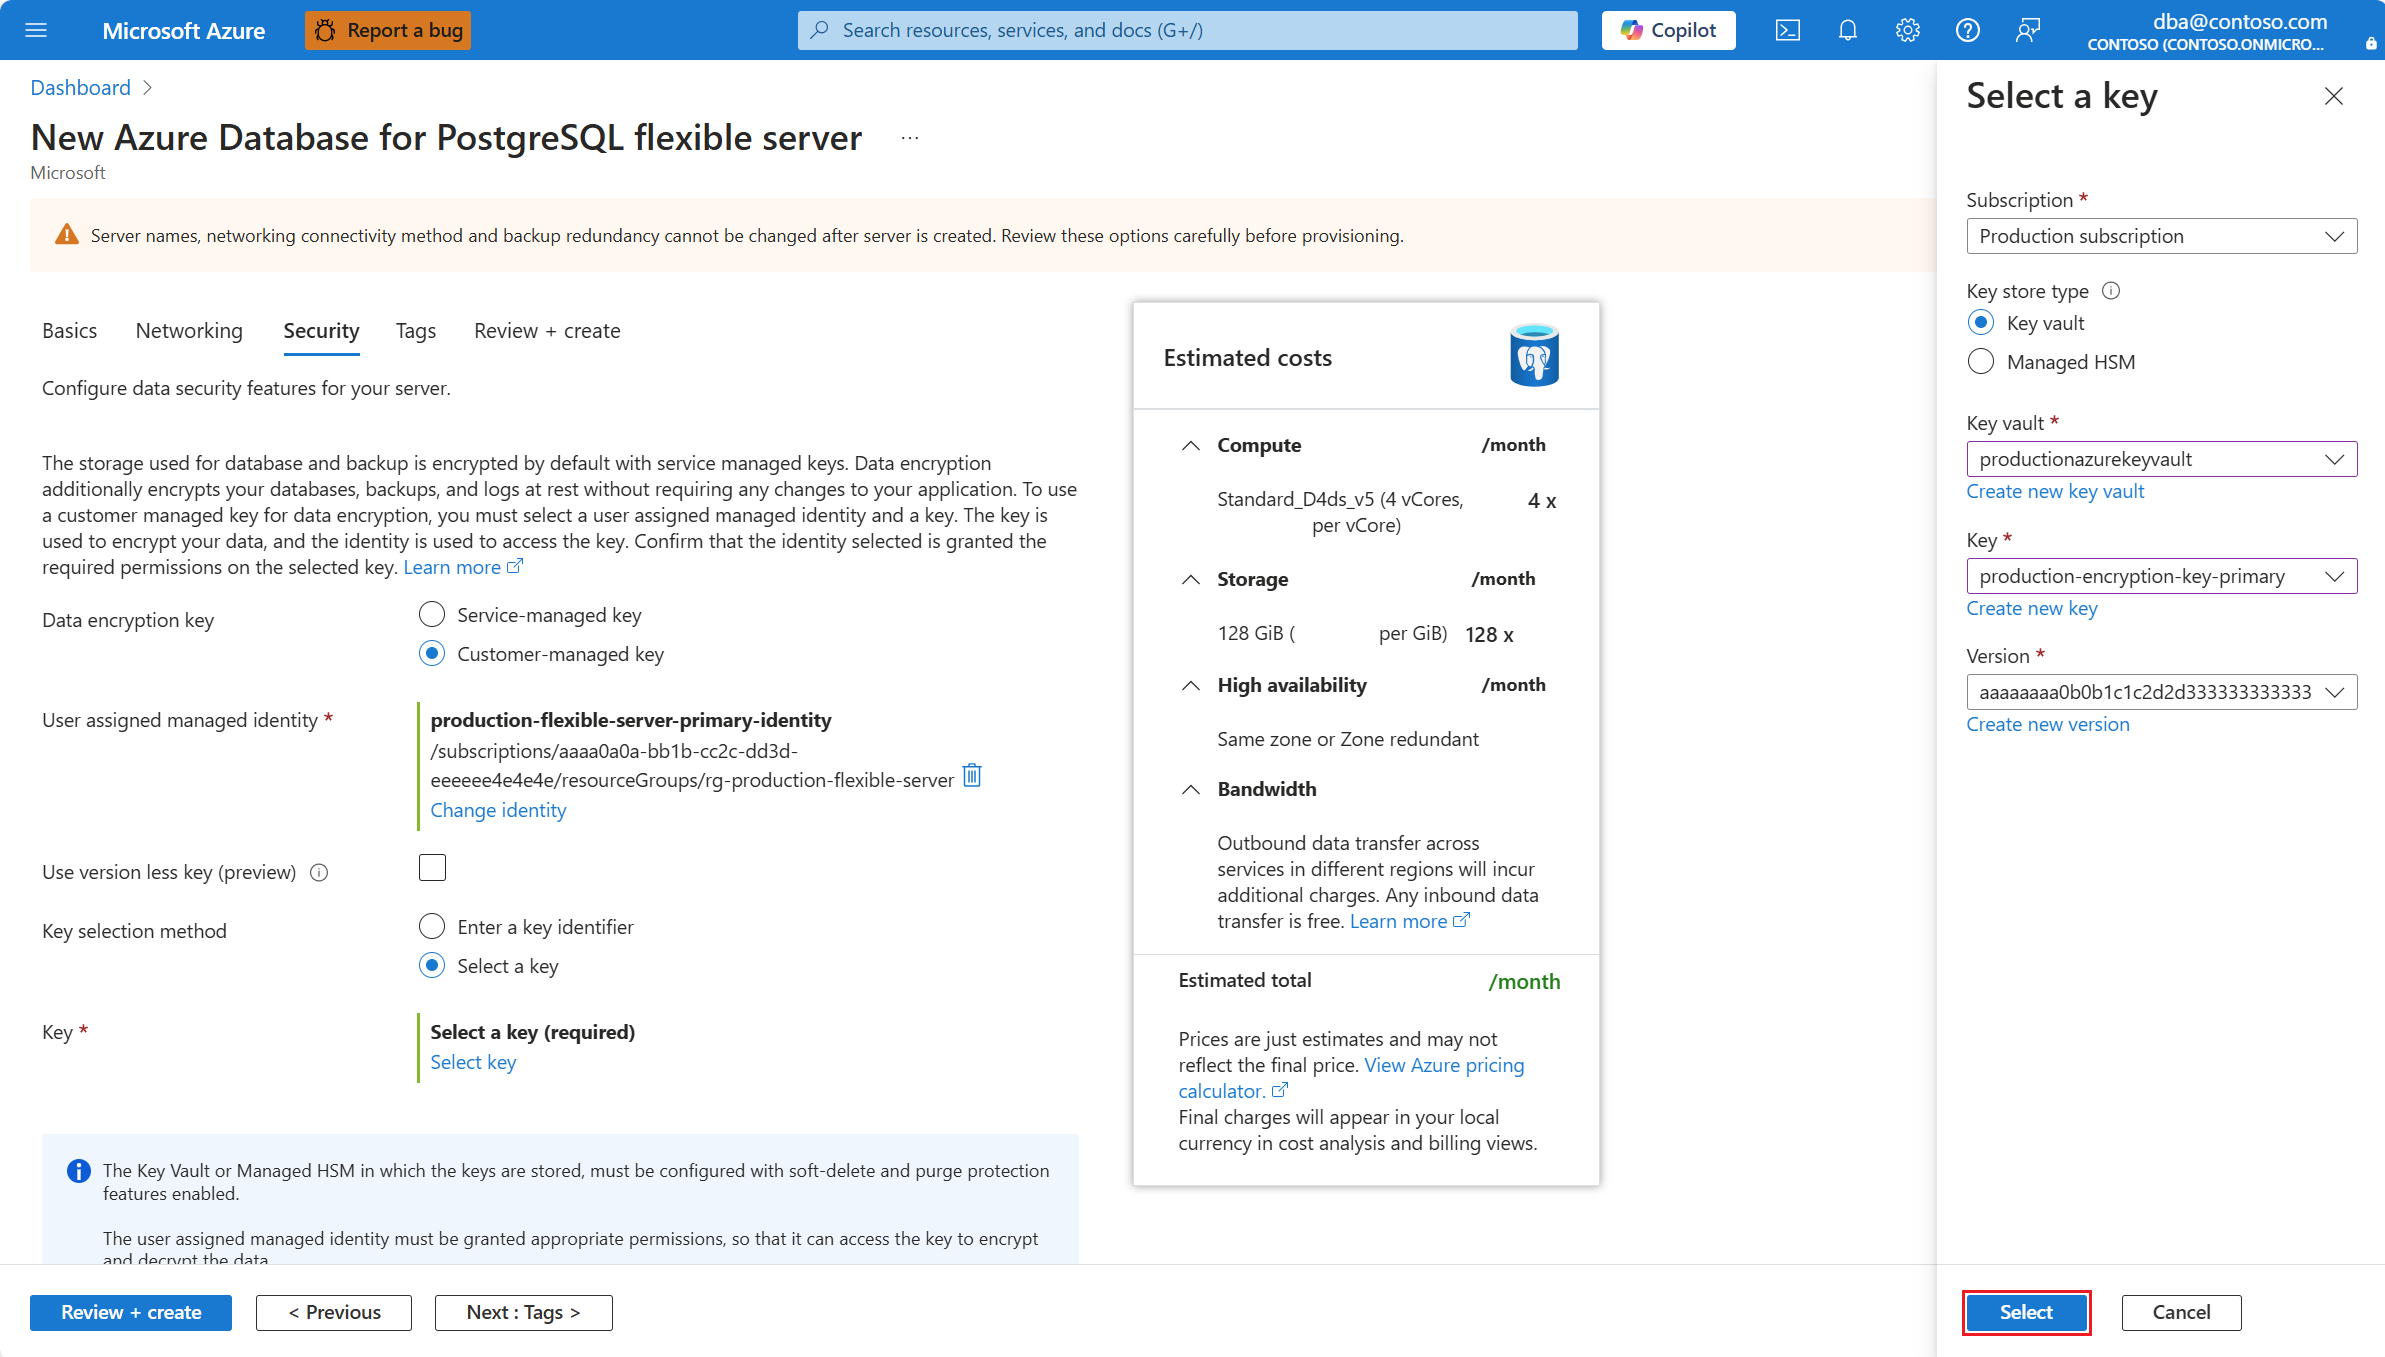 Microsoft Azure
Report a bug
Search resources, services, and docs (G+/)
Copilot
dba@contoso.com
CONTOSO (CONTOSO.ONMICRO...
Dashboard
New Azure Database for PostgreSQL flexible server
...
Microsoft
Server names, networking connectivity method and backup redundancy cannot be changed after server is created. Review these options carefully before provisioning.
Basics
Networking
Security
Tags
Review + create
Configure data security features for your server.
The storage used for database and backup is encrypted by default with service managed keys. Data encryption
additionally encrypts your databases, backups, and logs at rest without requiring any changes to your application. To use
a customer managed key for data encryption, you must select a user assigned managed identity and a key. The key is
used to encrypt your data, and the identity is used to access the key. Confirm that the identity selected is granted the
required permissions on the selected key. Learn more
Data encryption key
Service-managed key
Customer-managed key
User assigned managed identity *
production-flexible-server-primary-identity
/subscriptions/aaaa0a0a-bb1b-cc2c-dd3d-
eeeeee4e4e4e/resourceGroups/rg-production-flexible-server
Change identity
Use version less key (preview)
Key selection method
Enter a key identifier
Select a key
Key *
Select a key (required)
Select key
The Key Vault or Managed HSM in which the keys are stored, must be configured with soft-delete and purge protection
features enabled.
The user assigned managed identity must be granted appropriate permissions, so that it can access the key to encrypt
and decrypt the data
Estimated costs
Compute
/month
Standard_D4ds_v5 (4 vCores,
per vCore)
4 x
Storage
/month
128 GiB (
per GiB)
128 x
High availability
/month
Same zone or Zone redundant
Bandwidth
Outbound data transfer across
services in different regions will incur
additional charges. Any inbound data
transfer is free. Learn more
Estimated total
/month
Prices are just estimates and may not
reflect the final price. View Azure pricing
calculator.
Final charges will appear in your local
currency in cost analysis and billing views.
Review + create
< Previous
Next : Tags >
Select a key
Subscription *
Production subscription
Key store type
Key vault
Managed HSM
Key vault *
productionazurekeyvault
Create new key vault
Key *
production-encryption-key-primary
Create new key
Version *
aaaaaaaa0b0b1c1c2d2d333333333333
Create new version
Select
Cancel